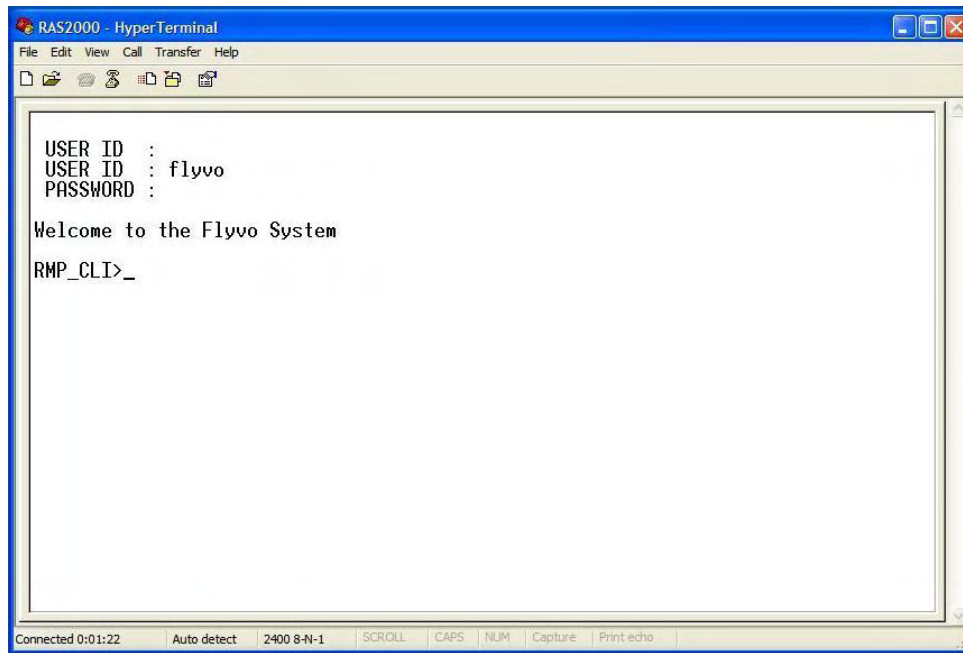 RAS2000 - HyperTerminal
File Edit View Call Transfer Help
USER ID :
USER ID : flyvo
PASSWORD :
Welcome to the Flyvo System
RMP_CLI>_
Connected 0:01:22 Auto detect 2400 8-N-1 SCROLL CAPS NUM Capture Print echo